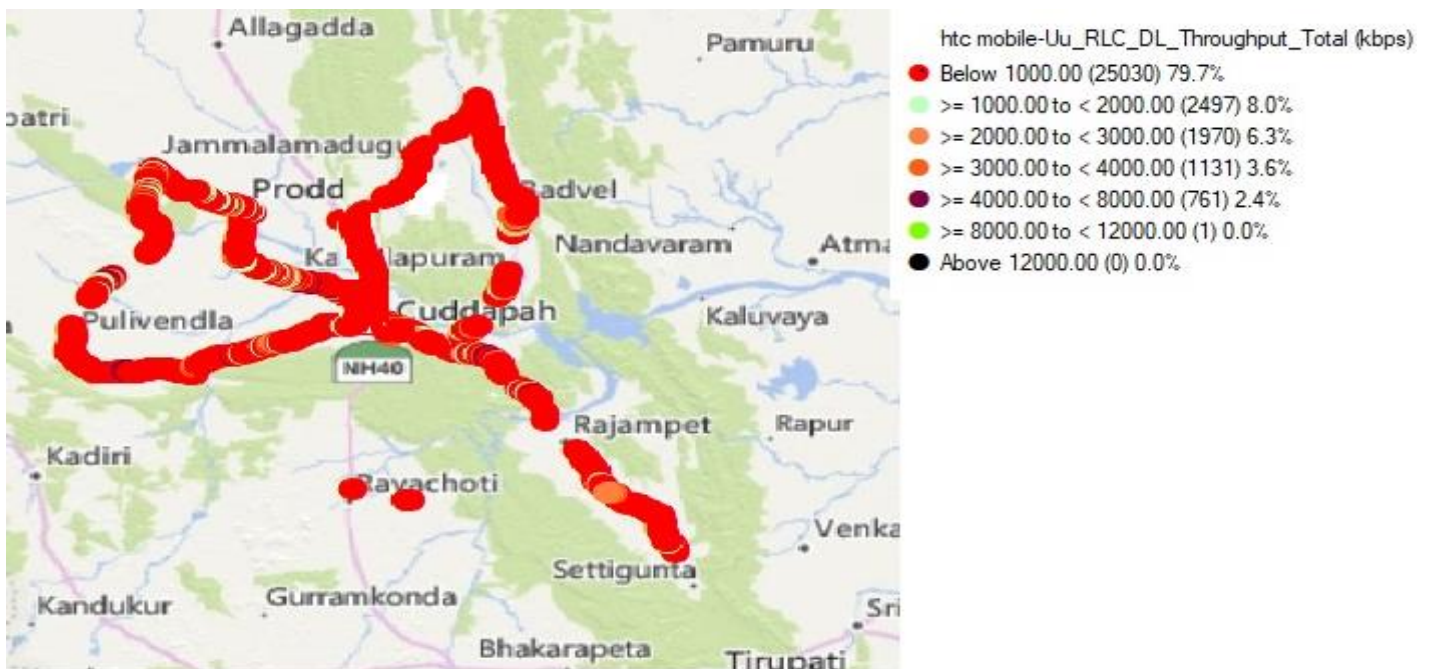 Allagadda
Pamuru
patri
Jammalamadugu
Prodd
Badvel
Nandavaram
Atma
Ka
lapuram
Cuddapah
Kaluvaya
Pulivendla
NH40
Rajampet
Rapur
Kadiri
Rayachoti
Venka
Settigunta
Kandukur
Gurramkonda
Sri
Bhakarapeta
Tirupati
htc mobile-Uu_RLC_DL_Throughput_Total (kbps)
Below 1000.00 (25030) 79.7%
>= 1000.00 to < 2000.00 (2497) 8.0%
>= 2000.00 to < 3000.00 (1970) 6.3%
>= 3000.00 to < 4000.00 (1131) 3.6%
>= 4000.00 to < 8000.00 (761) 2.4%
>= 8000.00 to < 12000.00 (1) 0.0%
Above 12000.00 (0) 0.0%